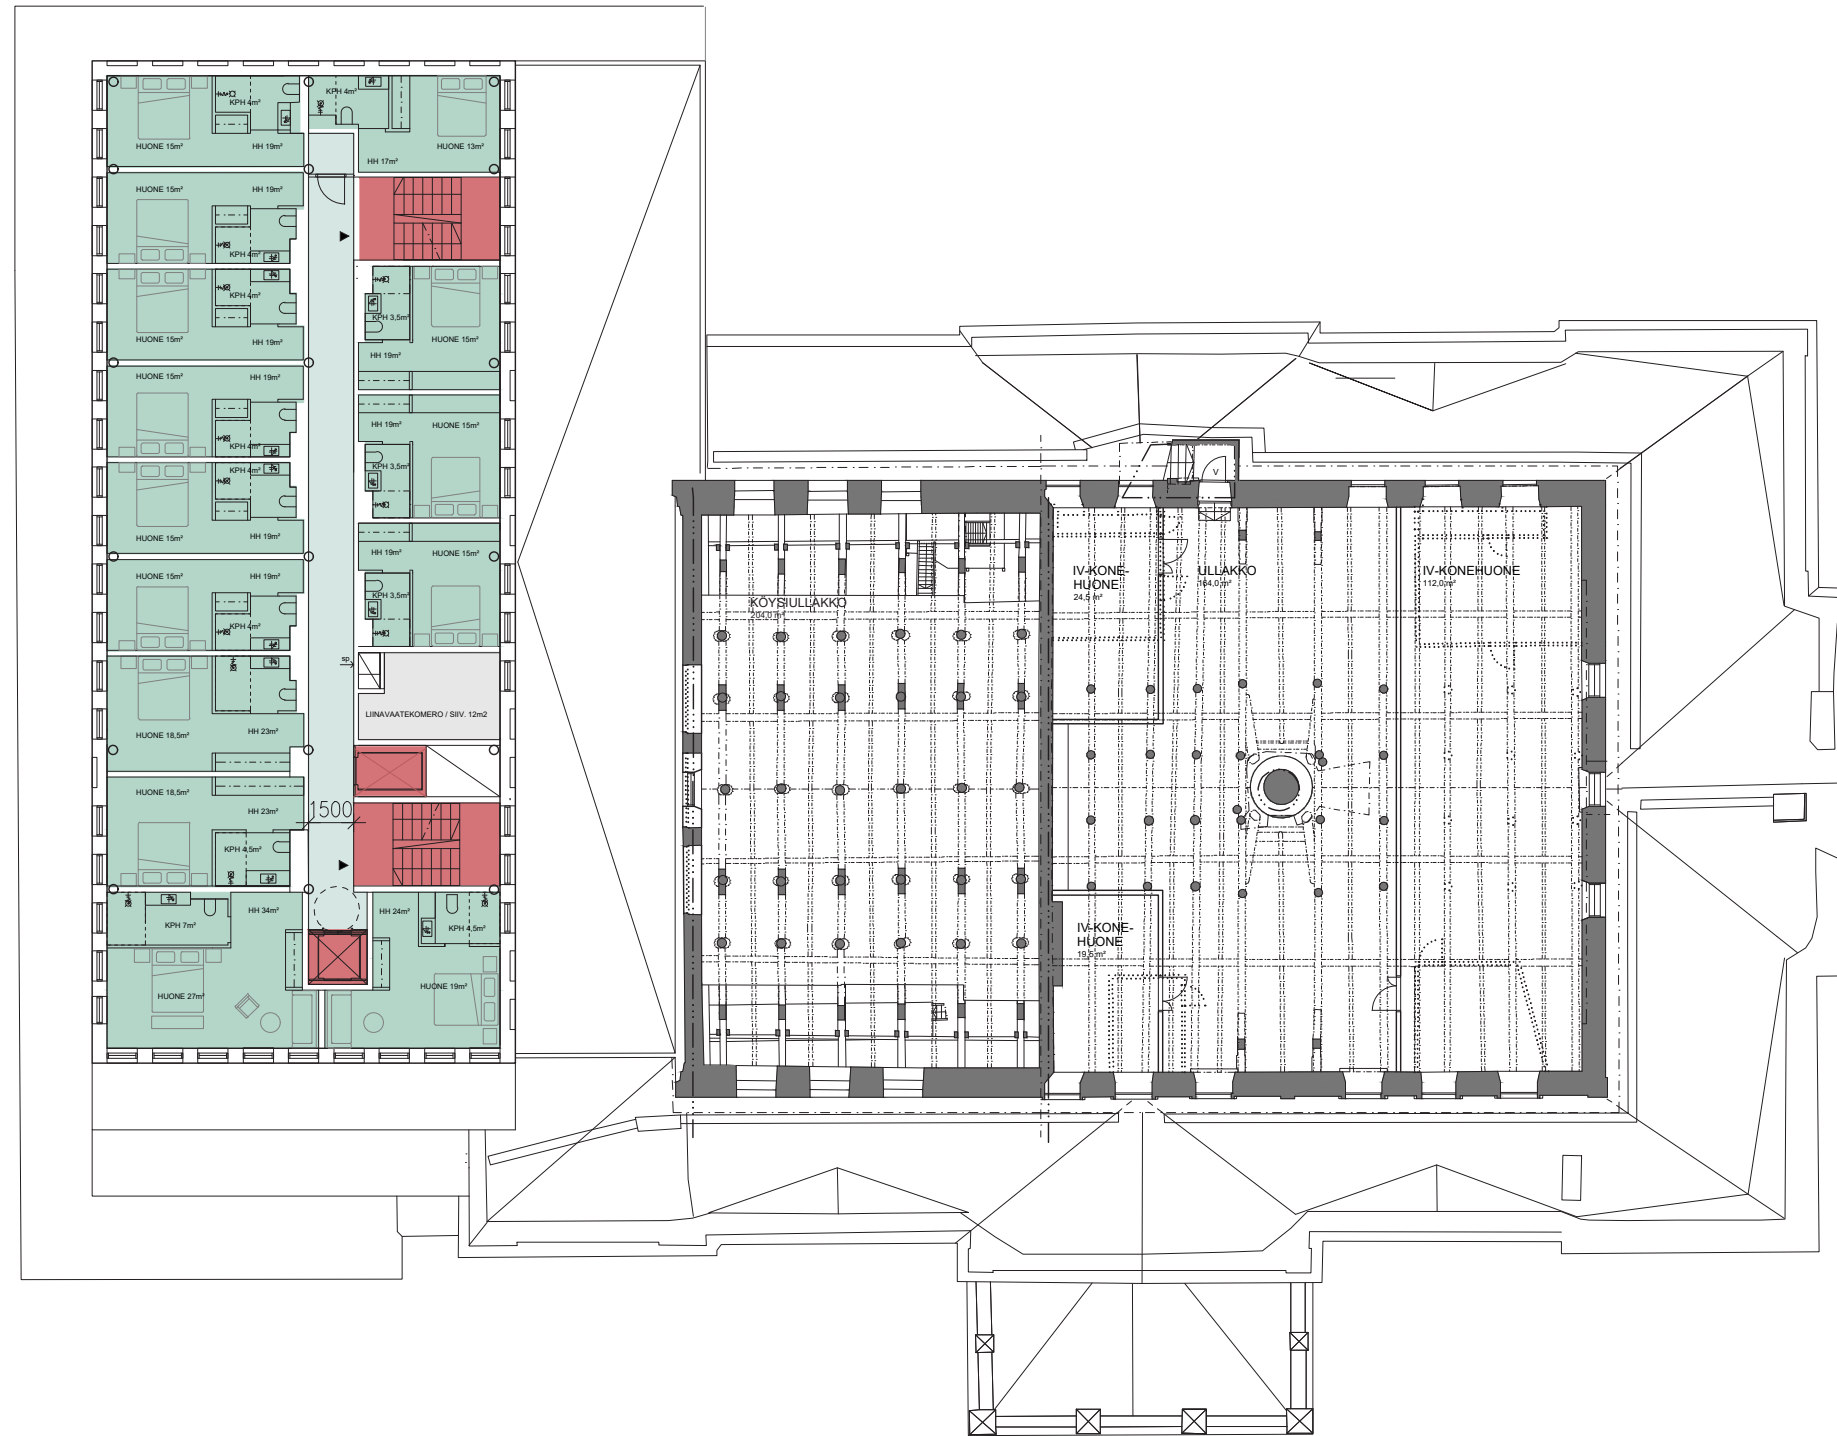 KPH 4m²
KPH 4m²
HUONE 15m²
HH 19m²
HUONE 13m²
HH 17m²
HUONE 15m²
HH 19m²
KPH 4m²
KPH 4m²
KPH 3,5m²
HUONE 15m²
HH 19m²
HUONE 15m²
HH 19m²
HUONE 15m²
HH 19m²
HH 19m²
HUONE 15m²
KPH 4m²
KPH 4m²
KPH 3,5m²
HUONE 15m²
HH 19m²
HH 19m²
HUONE 15m²
HUONE 15m²
HH 19m²
KPH 3,5m²
KPH 4m²
sp
LIINAVAATEKOMERO / SIIV. 12m2
HUONE 18,5m²
HH 23m²
HUONE 18,5m²
HH 23m²
1500
KPH 4,5m²
KPH 7m²
HH 34m²
HH 24m²
KPH 4,5m²
HUONE 27m²
HUONE 19m²
V
KÖYSIULLAKKO
204,0 m²
IV-KONE-
HUONE
24,5 m²
ULLAKKO
164,0 m²
IV-KONEHUONE
112,0 m²
IV-KONE-
HUONE
19,5 m²